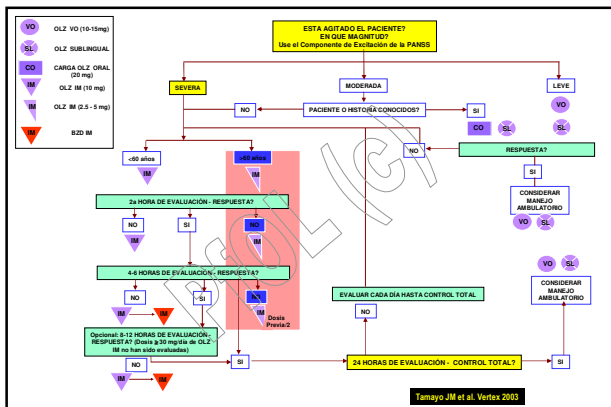 VO OLZ VO (10-15mg)
SL OLZ SUBLINGUAL
CO CARGA OLZ ORAL
(20 mg)
IM OLZ IM (10 mg)
IM OLZ IM (2.5 - 5 mg)
IM BZD IM
ESTA AGITADO EL PACIENTE?
EN QUE MAGNITUD?
Use el Componente de Excitación de la PANSS
SEVERA
MODERADA
LEVE
NO
PACIENTE O HISTORÍA CONOCIDOS?
SI
VO
CO
SL
SL
NO
RESPUESTA?
<60 años
>60 años
IM
IM
SI
2a HORA DE EVALUACIÓN - RESPUESTA?
CONSIDERAR
MANEJO
AMBULATORIO
NO
SI
NO
VO
SL
IM
IM
4-6 HORAS DE EVALUACIÓN - RESPUESTA?
VO
SL
NO
SI
NO
EVALUAR CADA DÍA HASTA CONTROL TOTAL
CONSIDERAR
MANEJO
AMBULATORIO
IM
IM
IM
Dosis
Previa/2
NO
Opcional: 8-12 HORAS DE EVALUACIÓN -
RESPUESTA? (Dosis ≥30 mg/día de OLZ
IM no han sido evaluadas)
NO
SI
24 HORAS DE EVALUACIÓN - CONTROL TOTAL?
SI
IM
IM
Tamayo JM et al. Vertex 2003